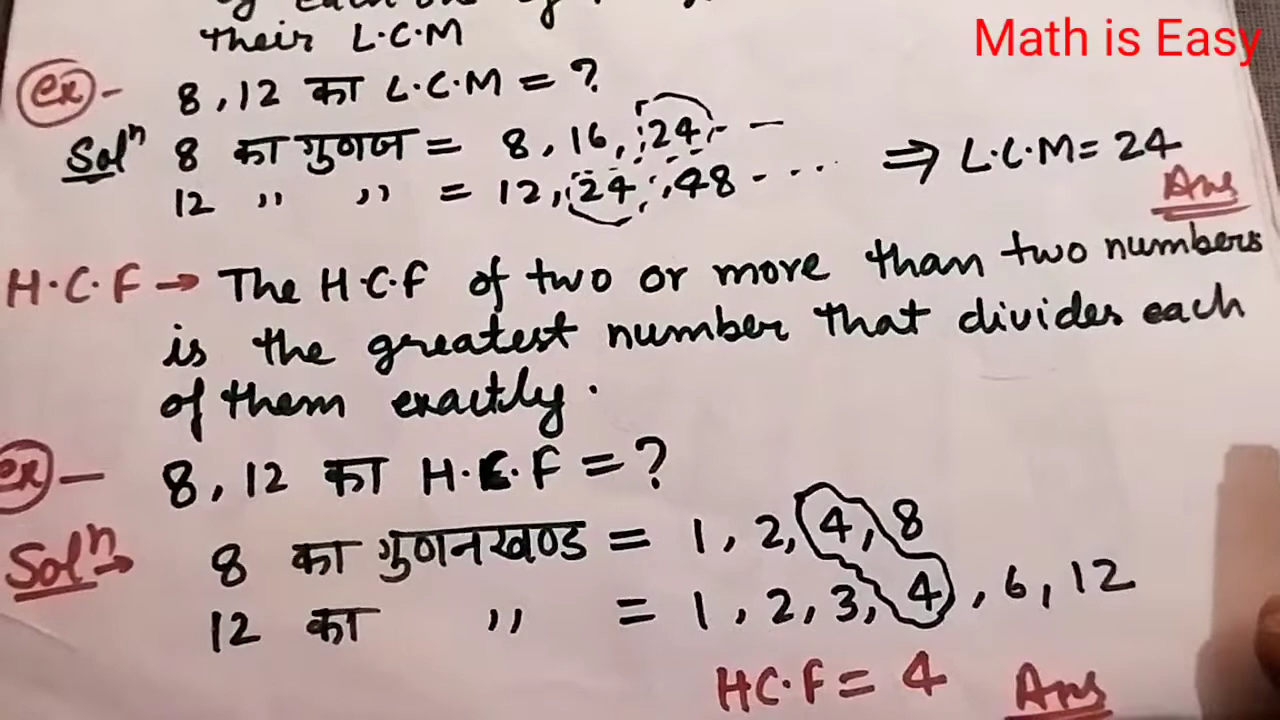 their L.C.M
Math is Easy
ex - 8, 12 का L.C.M = ?
Solⁿ 8 का गुणज = 8, 16, 24, - -
12 ,, ,, = 12, 24, 48 - ... ⇒ L.C.M = 24
Ans
H.C.F → The H.C.F of two or more than two numbers
is the greatest number that divides each
of them exactly.
ex - 8, 12 का H.C.F = ?
Solⁿ→ 8 का गुणनखण्ड = 1, 2, 4, 8
12 का ,, = 1, 2, 3, 4, 6, 12
HC.F = 4 Ans